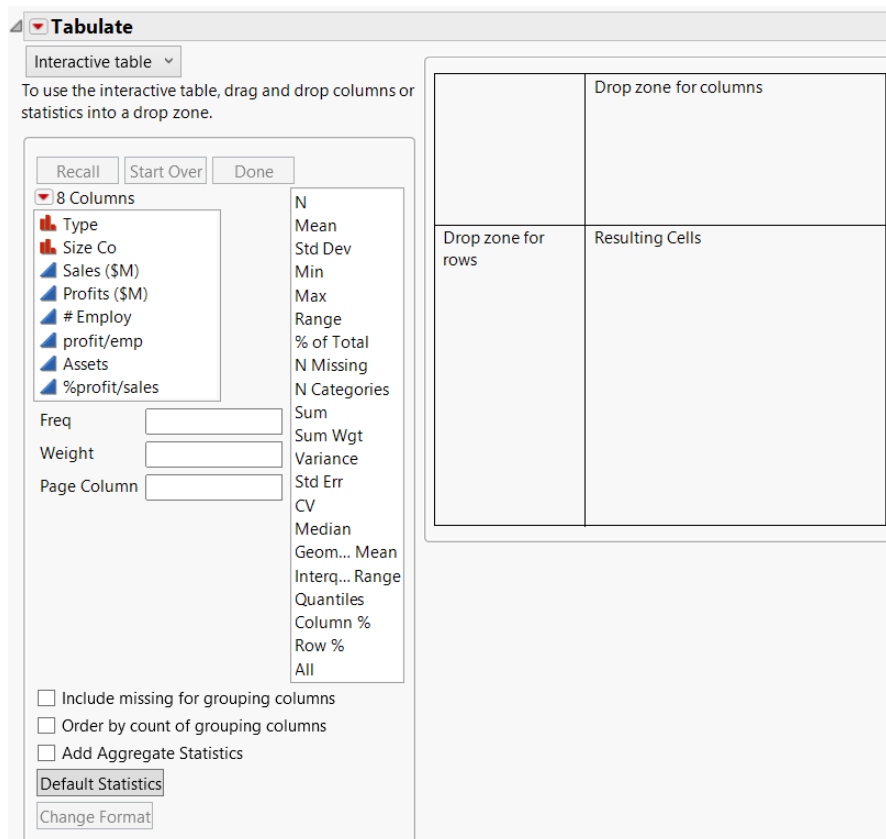 Tabulate
Interactive table
To use the interactive table, drag and drop columns or
statistics into a drop zone.
Recall Start Over Done
8 Columns
Type
Size Co
Sales ($M)
Profits ($M)
# Employ
profit/emp
Assets
%profit/sales
Freq
Weight
Page Column
N
Mean
Std Dev
Min
Max
Range
% of Total
N Missing
N Categories
Sum
Sum Wgt
Variance
Std Err
CV
Median
Geom... Mean
Interq... Range
Quantiles
Column %
Row %
All
Include missing for grouping columns
Order by count of grouping columns
Add Aggregate Statistics
Default Statistics
Change Format
Drop zone for columns
Drop zone for
rows
Resulting Cells